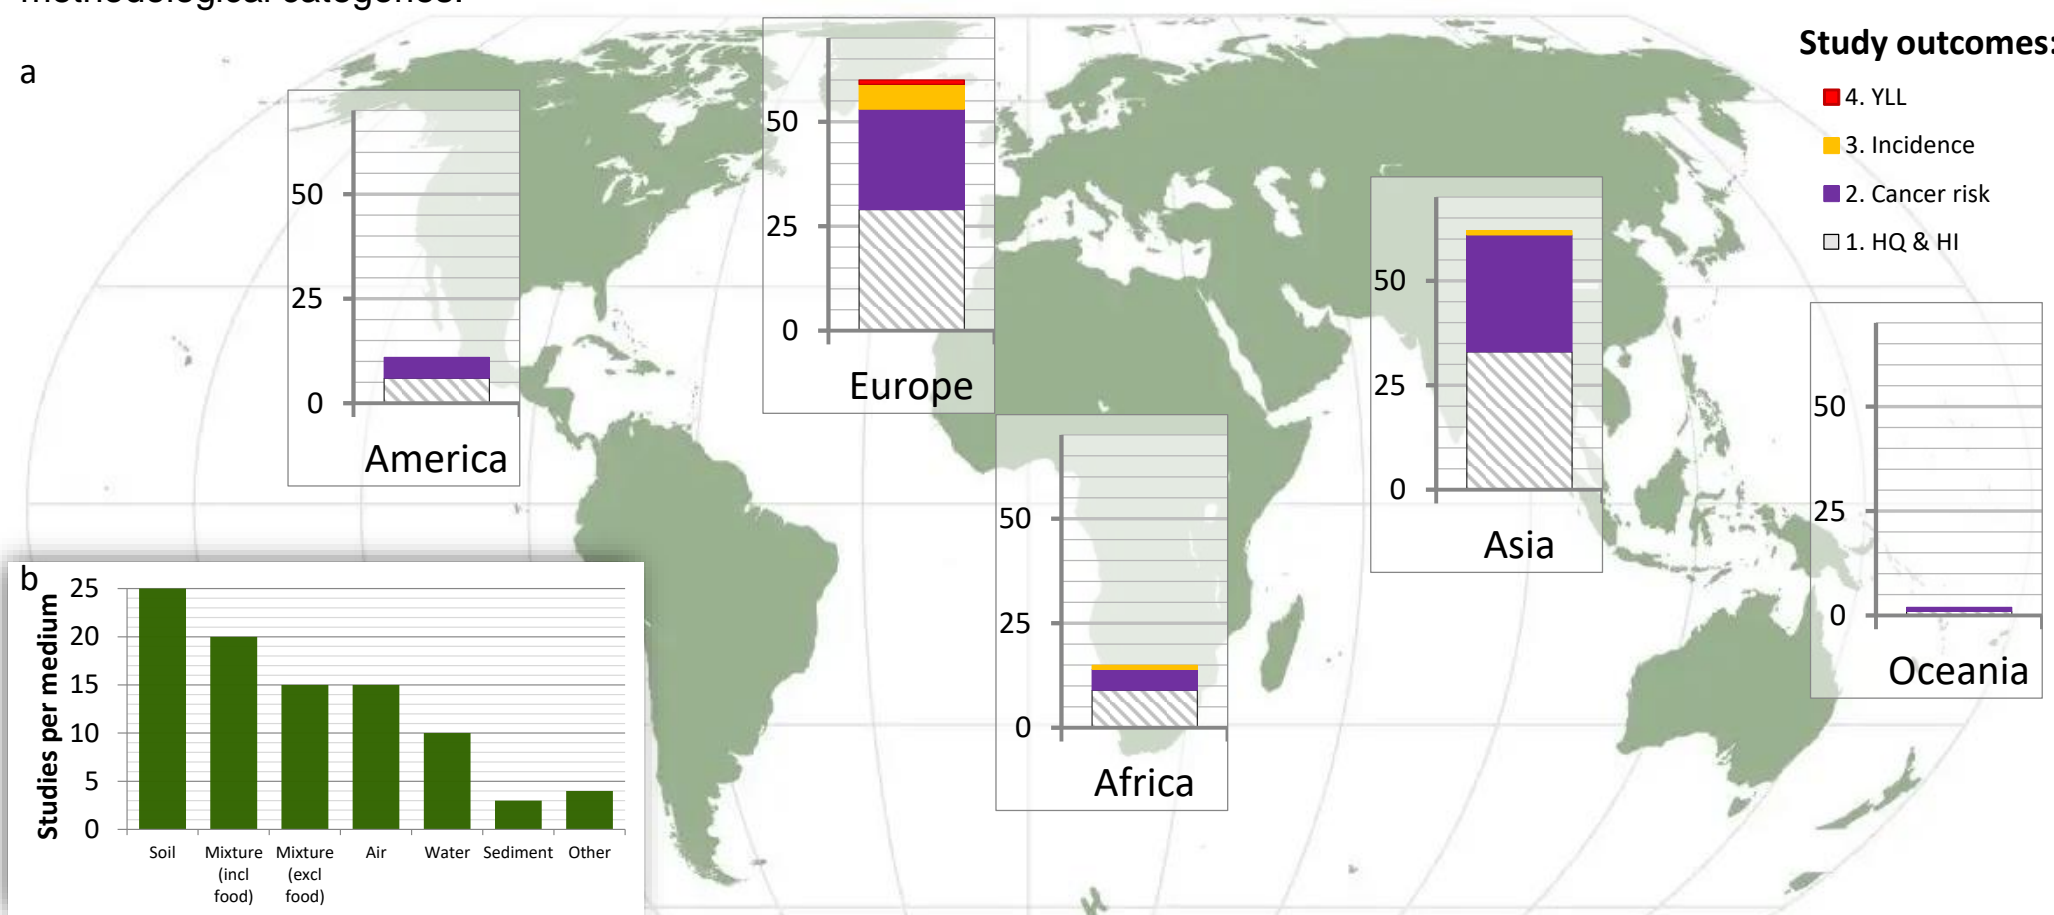 methodological categories.
a
Study outcomes:
4. YLL
3. Incidence
2. Cancer risk
1. HQ & HI
50
25
0
America
50
25
0
Europe
50
25
0
Africa
50
25
0
Asia
50
25
0
Oceania
b
Studies per medium
25
20
15
10
5
0
Soil
Mixture
(incl
food)
Mixture
(excl
food)
Air
Water
Sediment
Other